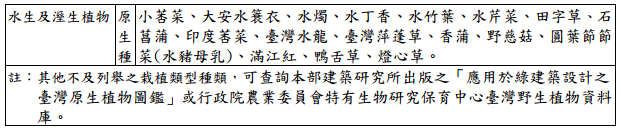 水生及溼生植物
原生種
小莕菜、大安水蓑衣、水燭、水丁香、水竹葉、水芹菜、田字草、石
菖蒲、印度莕菜、臺灣水龍、臺灣萍蓬草、香蒲、野慈菇、圓葉節節
菜(水豬母乳)、滿江紅、鴨舌草、燈心草。
註：其他不及列舉之栽植類型種類，可查詢本部建築研究所出版之「應用於綠建築設計之
臺灣原生植物圖鑑」或行政院農業委員會特有生物研究保育中心臺灣野生植物資料
庫。